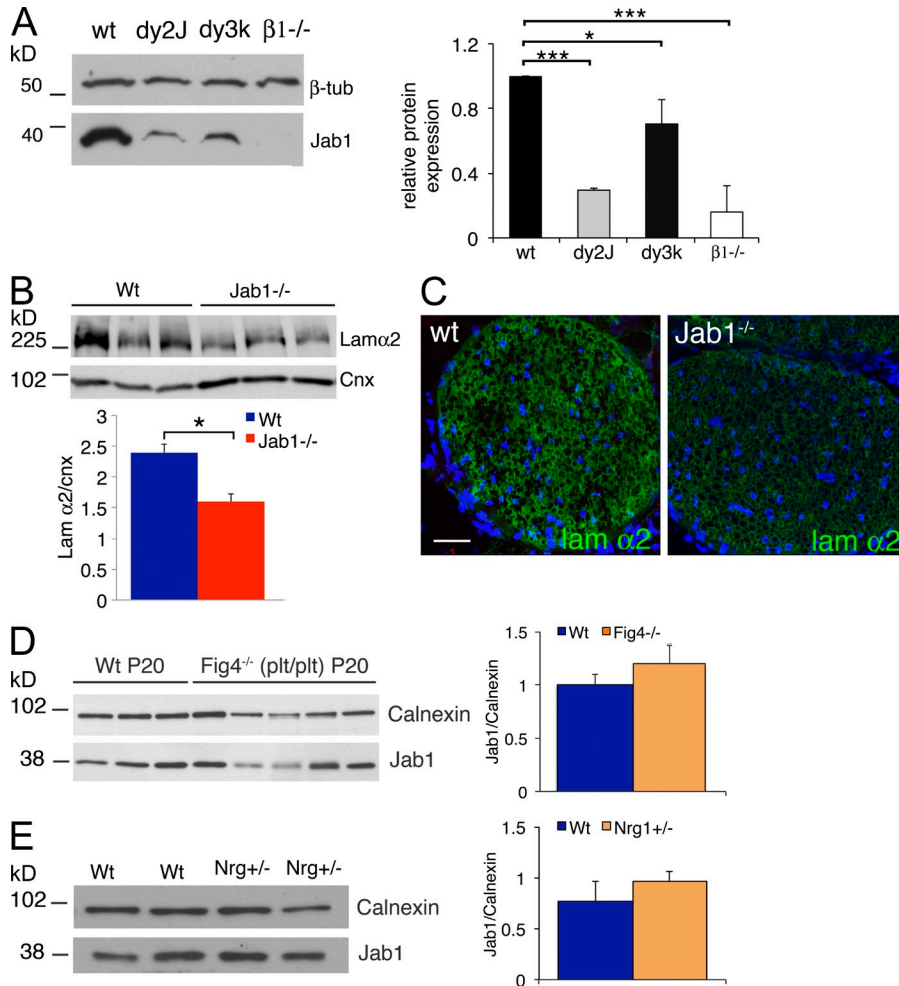 A
wt dy2J dy3k β1-/-
kD
50
β-tub
40
Jab1
***
*
***
1.2
0.8
0.4
0
relative protein
expression
wt dy2J dy3k β1-/-
B
Wt Jab1-/-
kD
225
Lamα2
102
Cnx
3
2.5
2
1.5
1
0.5
0
Lam α2/cnx
*
Wt
Jab1-/-
C
wt
lam α2
Jab1-/-
lam α2
D
Wt P20 Fig4-/- (plt/plt) P20
kD
102
Calnexin
38
Jab1
Wt Fig4-/-
1.5
1
0.5
0
Jab1/Calnexin
E
Wt Wt Nrg+/- Nrg+/-
kD
102
Calnexin
38
Jab1
Wt Nrg1+/-
1.5
1
0.5
0
Jab1/Calnexin